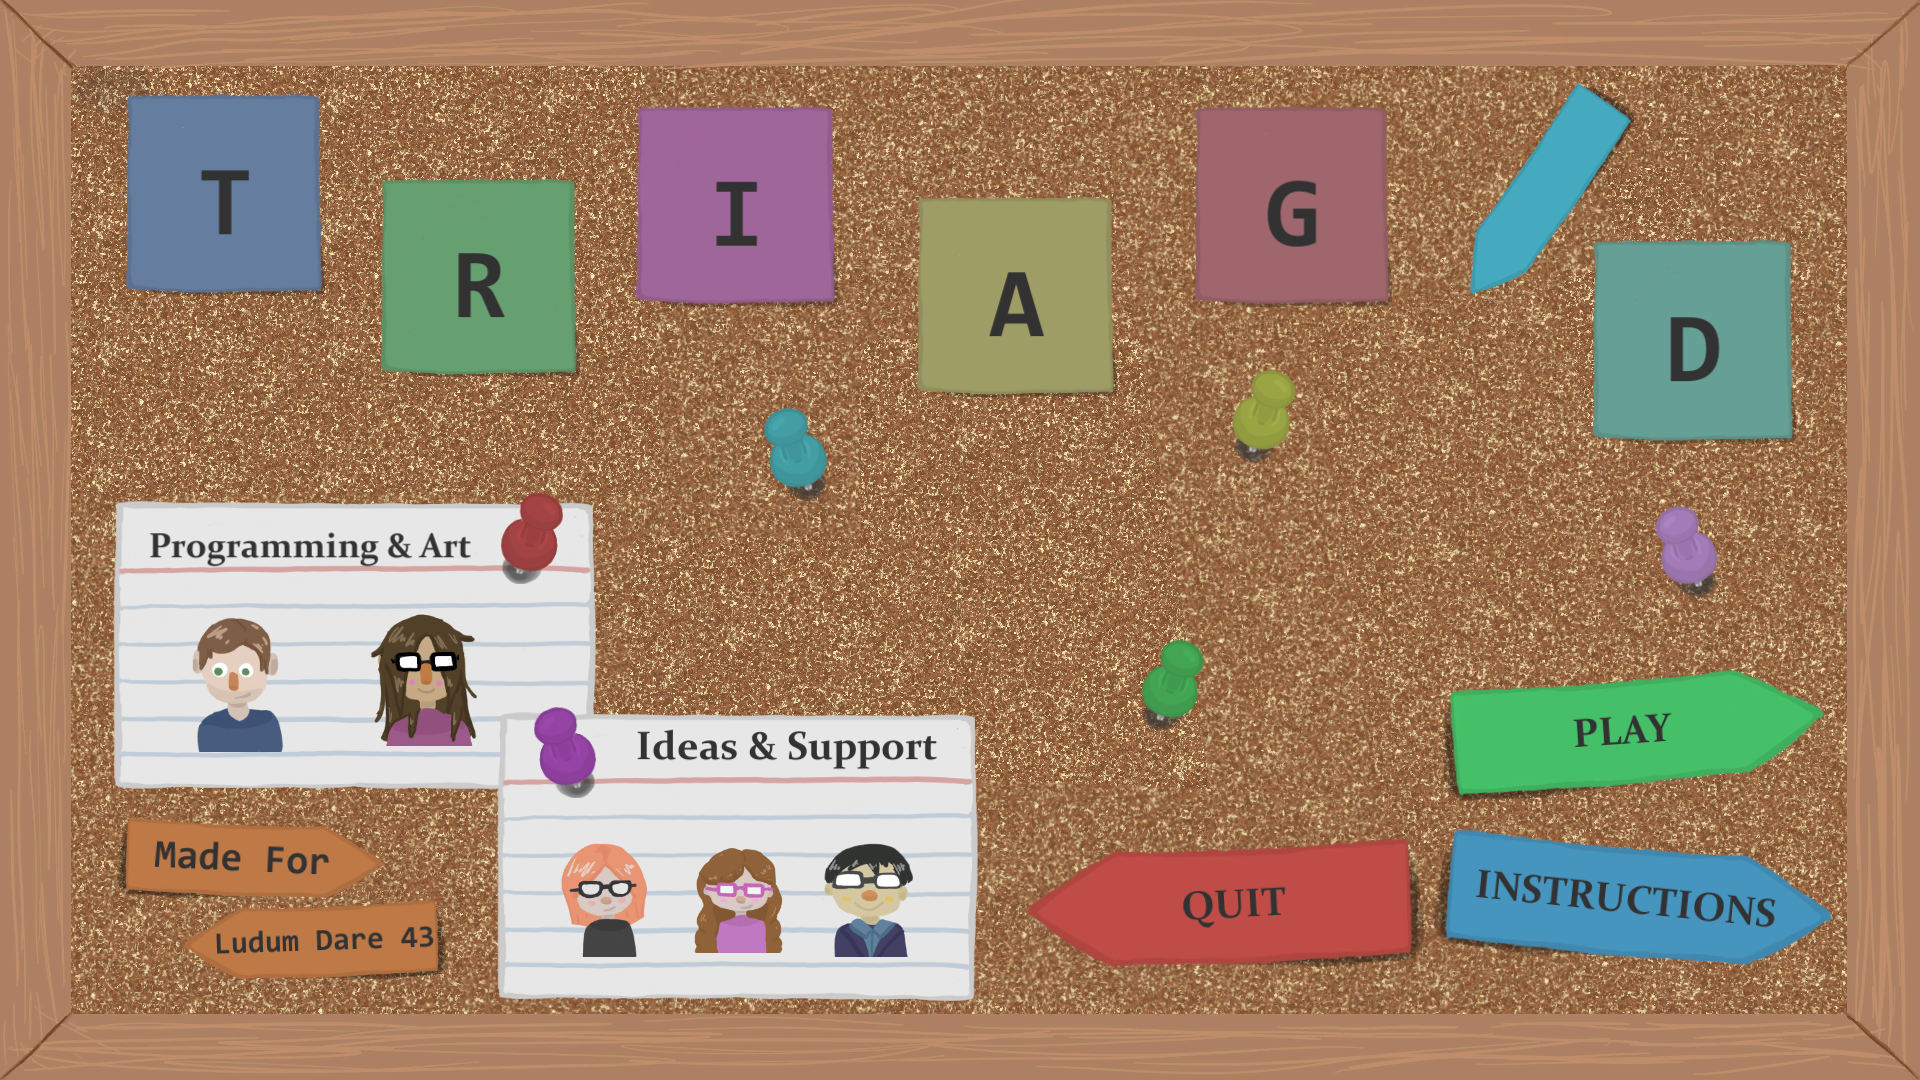 T R I A G D
Programming & Art
Ideas & Support
Made For
Ludum Dare 43
PLAY
QUIT
INSTRUCTIONS